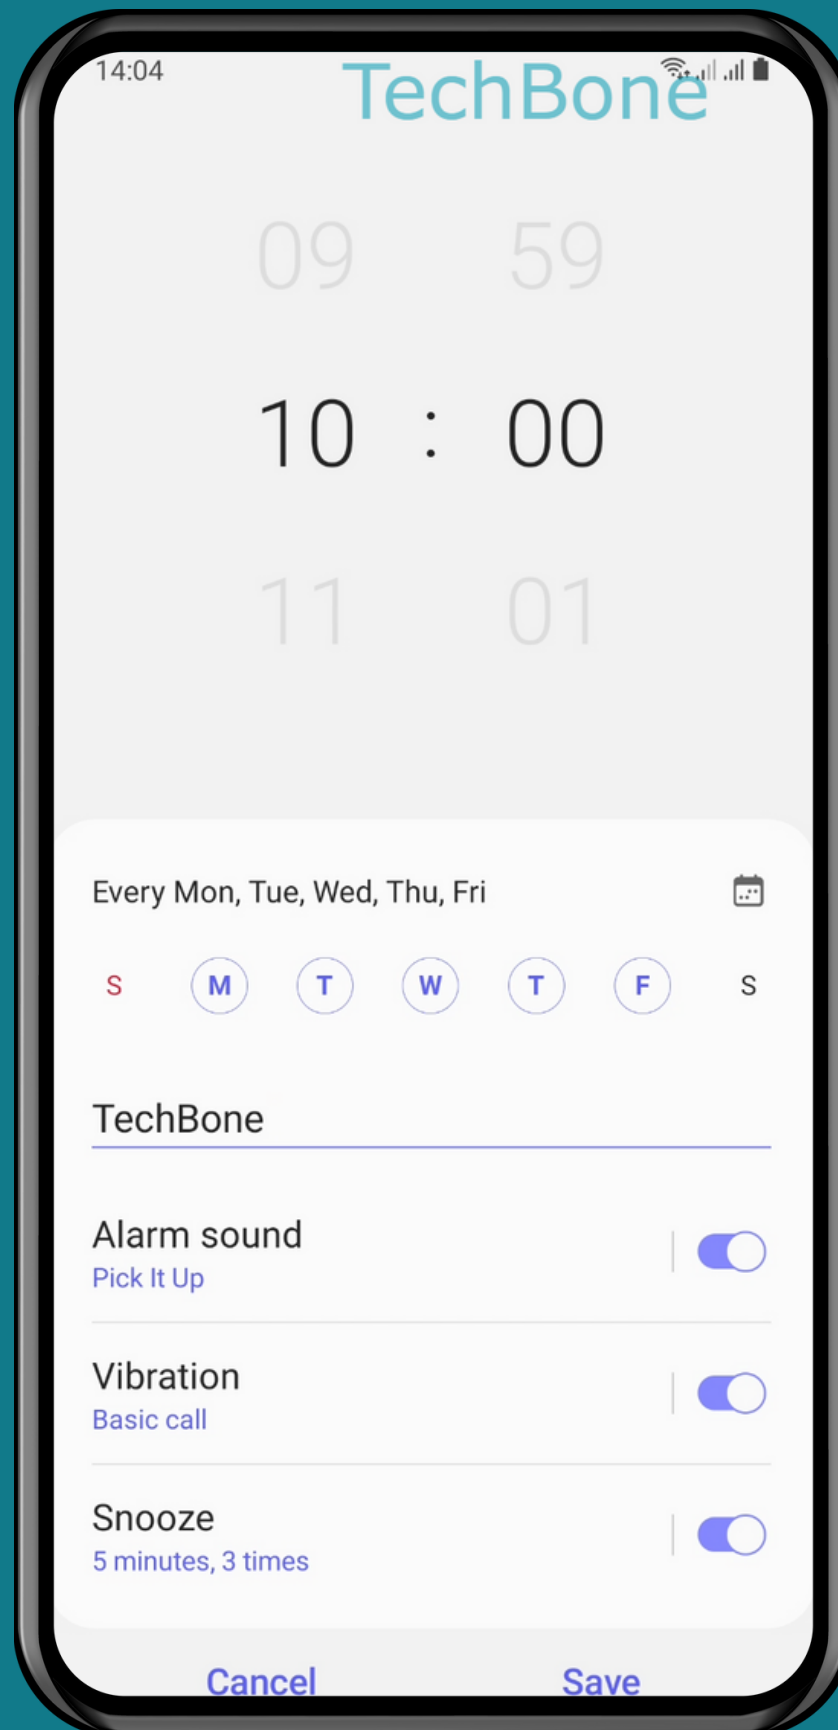 14:04
TechBone
09 59
10 : 00
11 01
Every Mon, Tue, Wed, Thu, Fri
S M T W T F S
TechBone
Alarm sound
Pick It Up
Vibration
Basic call
Snooze
5 minutes, 3 times
Cancel Save